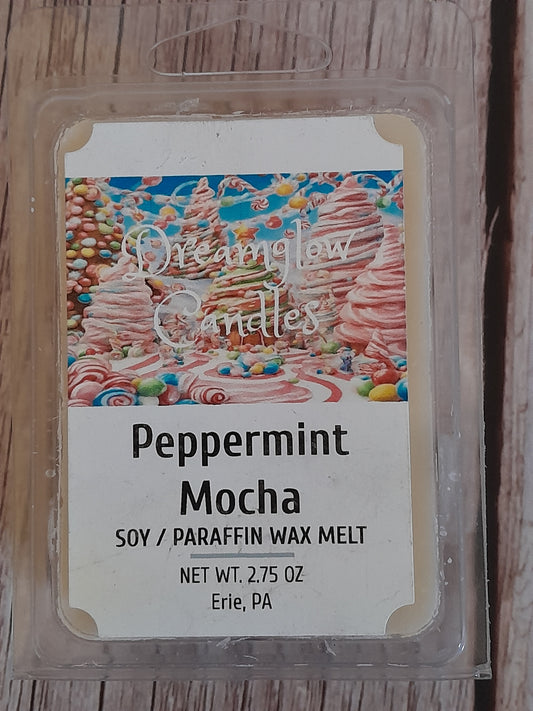 Dreamglow
Candles
Peppermint
Mocha
SOY / PARAFFIN WAX MELT
NET WT. 2.75 OZ
Erie, PA